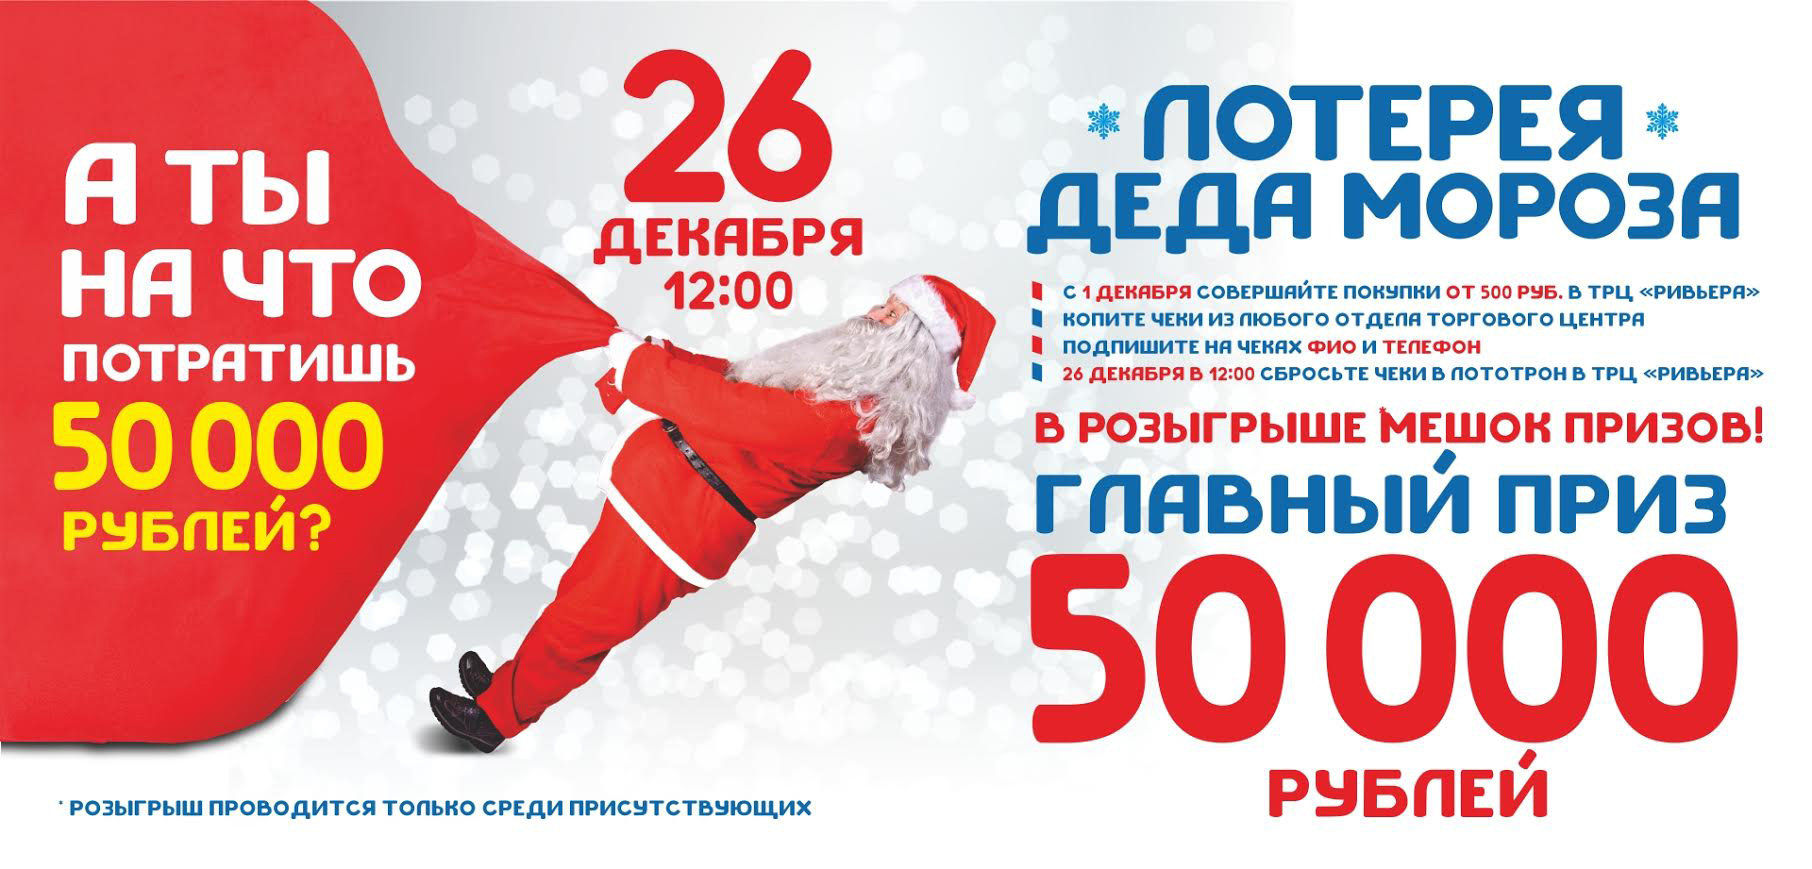 А ТЫ
НА ЧТО
ПОТРАТИШЬ
50 000
РУБЛЕЙ?
26
ДЕКАБРЯ
12:00
ЛОТЕРЕЯ
ДЕДА МОРОЗА
С 1 ДЕКАБРЯ СОВЕРШАЙТЕ ПОКУПКИ ОТ 500 РУБ. В ТРЦ «РИВЬЕРА»
КОПИТЕ ЧЕКИ ИЗ ЛЮБОГО ОТДЕЛА ТОРГОВОГО ЦЕНТРА
ПОДПИШИТЕ НА ЧЕКАХ ФИО И ТЕЛЕФОН
26 ДЕКАБРЯ В 12:00 СБРОСЬТЕ ЧЕКИ В ЛОТОТРОН В ТРЦ «РИВЬЕРА»
В РОЗЫГРЫШЕ *МЕШОК ПРИЗОВ!
ГЛАВНЫЙ ПРИЗ
50 000
РУБЛЕЙ
* РОЗЫГРЫШ ПРОВОДИТСЯ ТОЛЬКО СРЕДИ ПРИСУТСТВУЮЩИХ